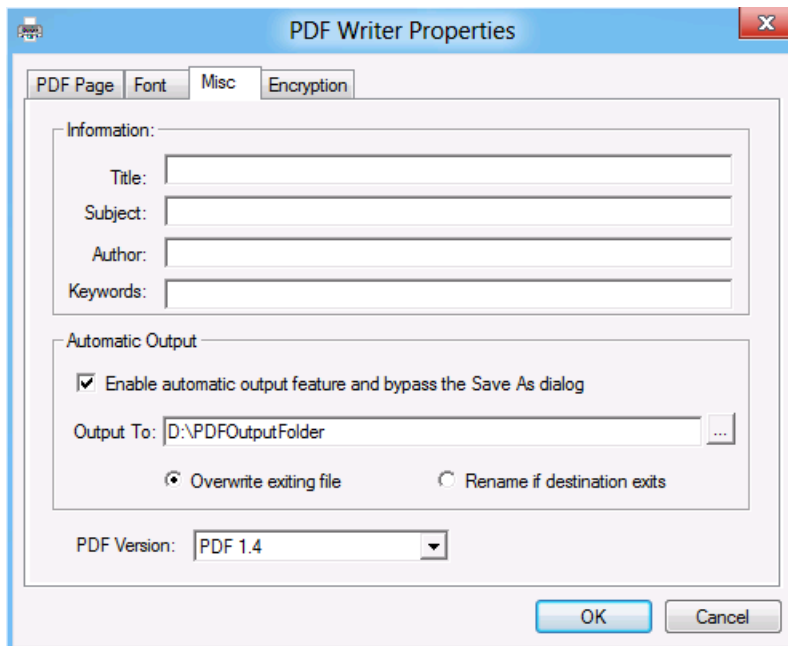 PDF Writer Properties
X
PDF Page Font Misc Encryption
Information:
Title:
Subject:
Author:
Keywords:
Automatic Output
Enable automatic output feature and bypass the Save As dialog
Output To: D:\PDFOutputFolder ...
Overwrite exiting file Rename if destination exits
PDF Version: PDF 1.4
OK Cancel